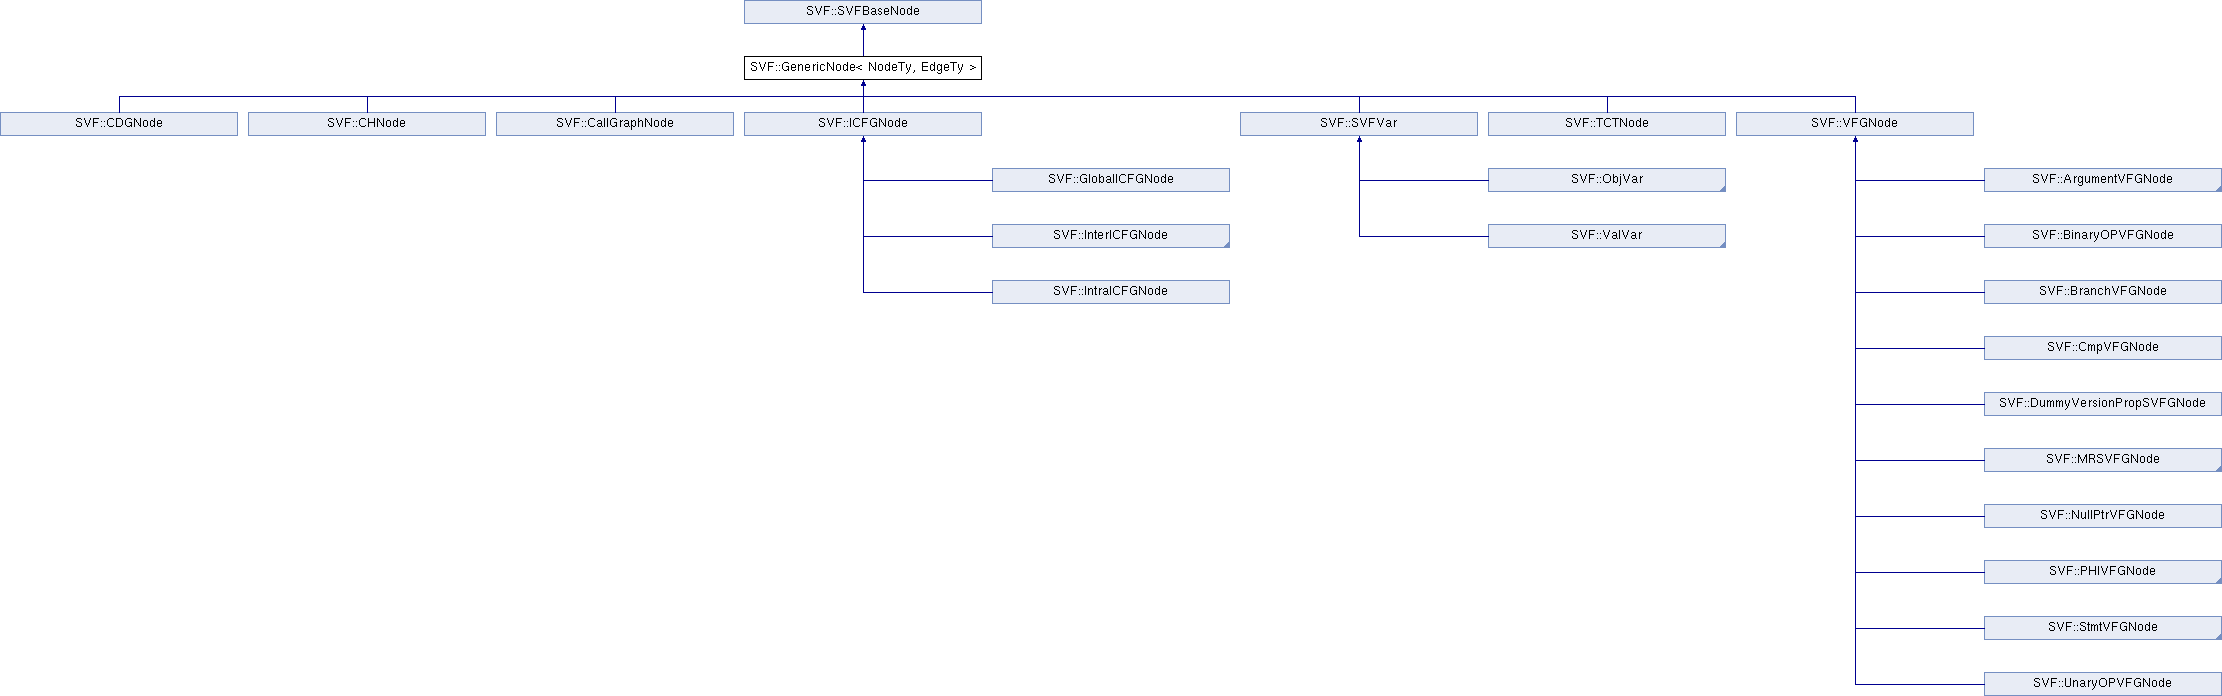 SVF::SVFBaseNode
SVF::GenericNode< NodeTy, EdgeTy >
SVF::CDGNode
SVF::CHNode
SVF::CallGraphNode
SVF::ICFGNode
SVF::SVFVar
SVF::TCTNode
SVF::VFGNode
SVF::GlobalICFGNode
SVF::InterICFGNode
SVF::IntraICFGNode
SVF::ObjVar
SVF::ValVar
SVF::ArgumentVFGNode
SVF::BinaryOPVFGNode
SVF::BranchVFGNode
SVF::CmpVFGNode
SVF::DummyVersionPropSVFGNode
SVF::MRSVFGNode
SVF::NullPtrVFGNode
SVF::PHIVFGNode
SVF::StmtVFGNode
SVF::UnaryOPVFGNode